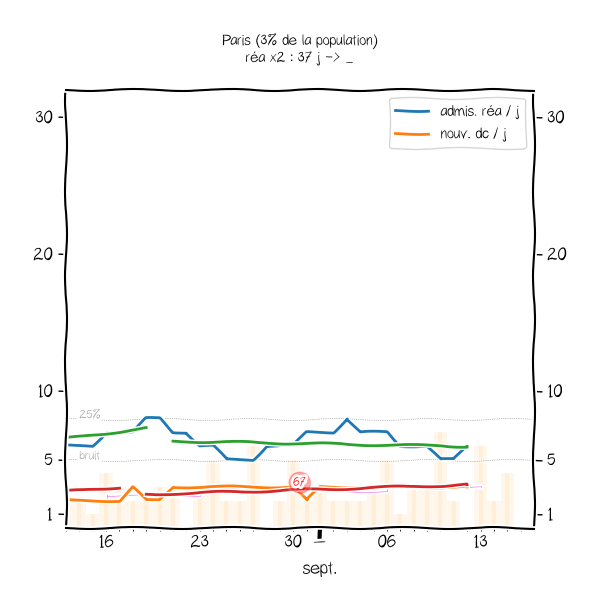 Paris (3% de la population)
réa x2 : 37 j -> _
30
20
10
5
1
30
20
10
5
1
admis. réa / j
nouv. dc / j
25%
bruit
67
16
23
30
06
13
sept.